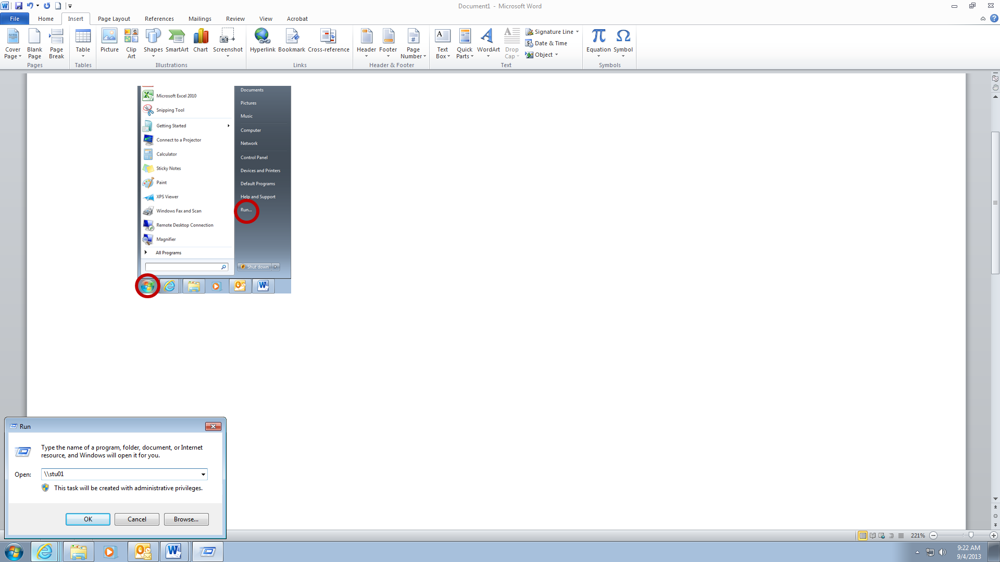 Document1 - Microsoft Word
File Home Insert Page Layout References Mailings Review View Acrobat
Cover Page
Blank Page
Page Break
Table
Picture
Clip Art
Shapes
SmartArt
Chart
Screenshot
Hyperlink
Bookmark
Cross-reference
Header
Footer
Page Number
Text Box
Quick Parts
WordArt
Drop Cap
Signature Line
Date & Time
Object
Equation
Symbol
Pages Tables Illustrations Links Header & Footer Text Symbols
Microsoft Excel 2010
Snipping Tool
Getting Started
Connect to a Projector
Calculator
Sticky Notes
Paint
XPS Viewer
Windows Fax and Scan
Remote Desktop Connection
Magnifier
All Programs
Documents
Pictures
Music
Computer
Network
Control Panel
Devices and Printers
Default Programs
Help and Support
Run...
Shut down
Run
Type the name of a program, folder, document, or Internet
resource, and Windows will open it for you.
Open: \\stu01
This task will be created with administrative privileges.
OK Cancel Browse...
221%
9:22 AM
9/4/2013